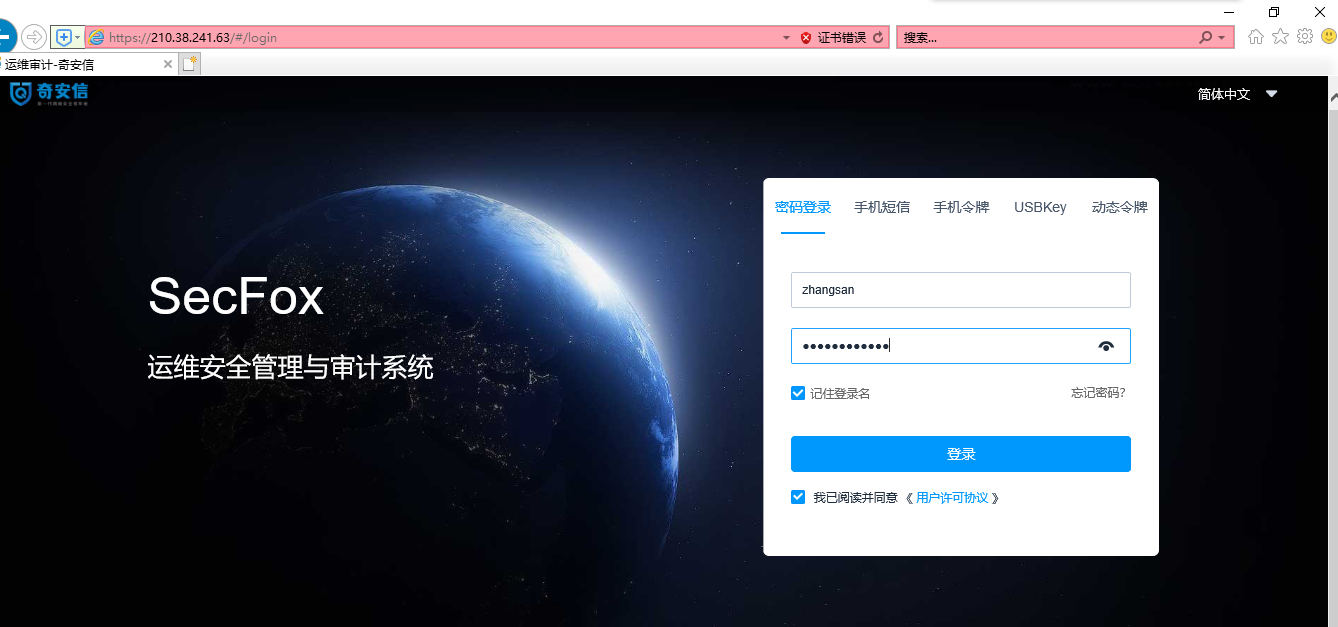 https://210.38.241.63/#/login
证书错误
搜索...
运维审计-奇安信
奇安信
简体中文
密码登录 手机短信 手机令牌 USBKey 动态令牌
zhangsan
SecFox
运维安全管理与审计系统
●●●●●●●●●●●●
记住登录名 忘记密码?
登录
我已阅读并同意《用户许可协议》